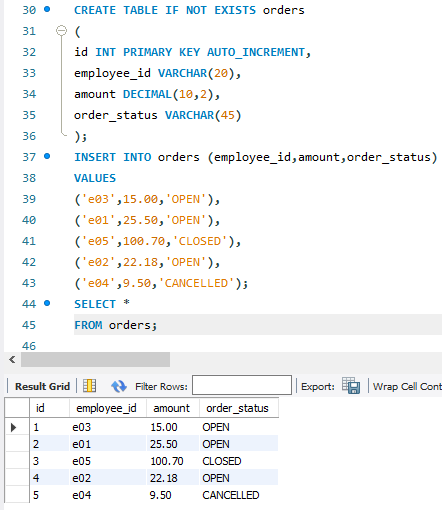 30 CREATE TABLE IF NOT EXISTS orders
31 (
32 id INT PRIMARY KEY AUTO_INCREMENT,
33 employee_id VARCHAR(20),
34 amount DECIMAL(10,2),
35 order_status VARCHAR(45)
36 );
37 INSERT INTO orders (employee_id,amount,order_status)
38 VALUES
39 ('e03',15.00,'OPEN'),
40 ('e01',25.50,'OPEN'),
41 ('e05',100.70,'CLOSED'),
42 ('e02',22.18,'OPEN'),
43 ('e04',9.50,'CANCELLED');
44 SELECT *
45 FROM orders;
46
Result Grid Filter Rows: Export: Wrap Cell Cont
id employee_id amount order_status
1 e03 15.00 OPEN
2 e01 25.50 OPEN
3 e05 100.70 CLOSED
4 e02 22.18 OPEN
5 e04 9.50 CANCELLED